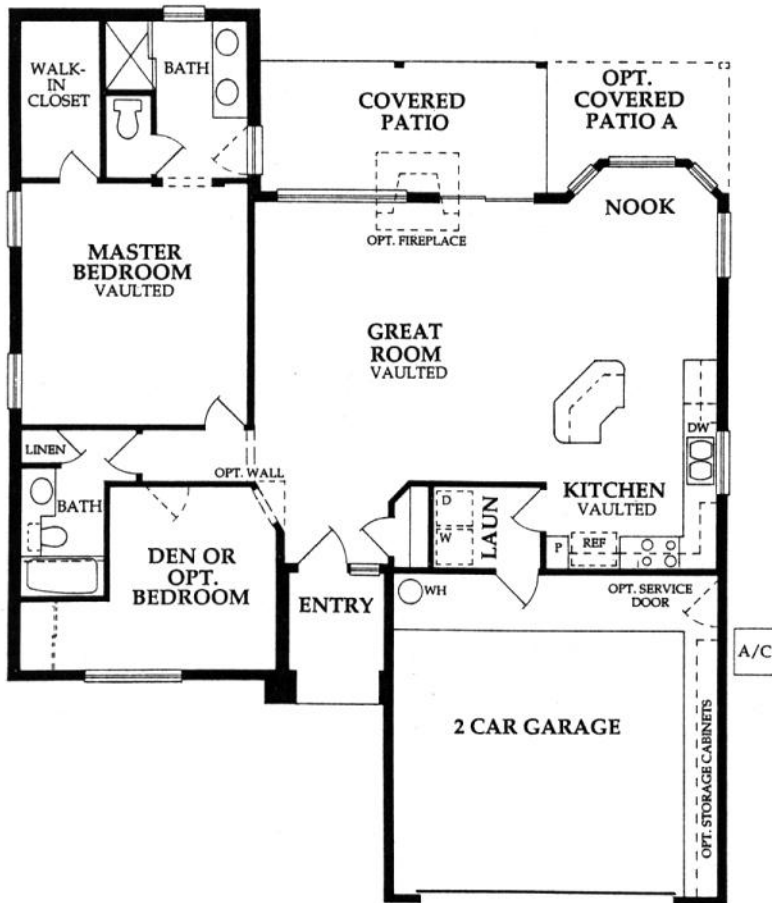 WALK-
IN
CLOSET
BATH
COVERED
PATIO
OPT.
COVERED
PATIO A
NOOK
OPT. FIREPLACE
MASTER
BEDROOM
VAULTED
GREAT
ROOM
VAULTED
DW
LINEN
OPT. WALL
BATH
KITCHEN
VAULTED
D
W
LAUN
P
REF
DEN OR
OPT.
BEDROOM
ENTRY
WH
OPT. SERVICE
DOOR
A/C
2 CAR GARAGE
OPT. STORAGE CABINETS